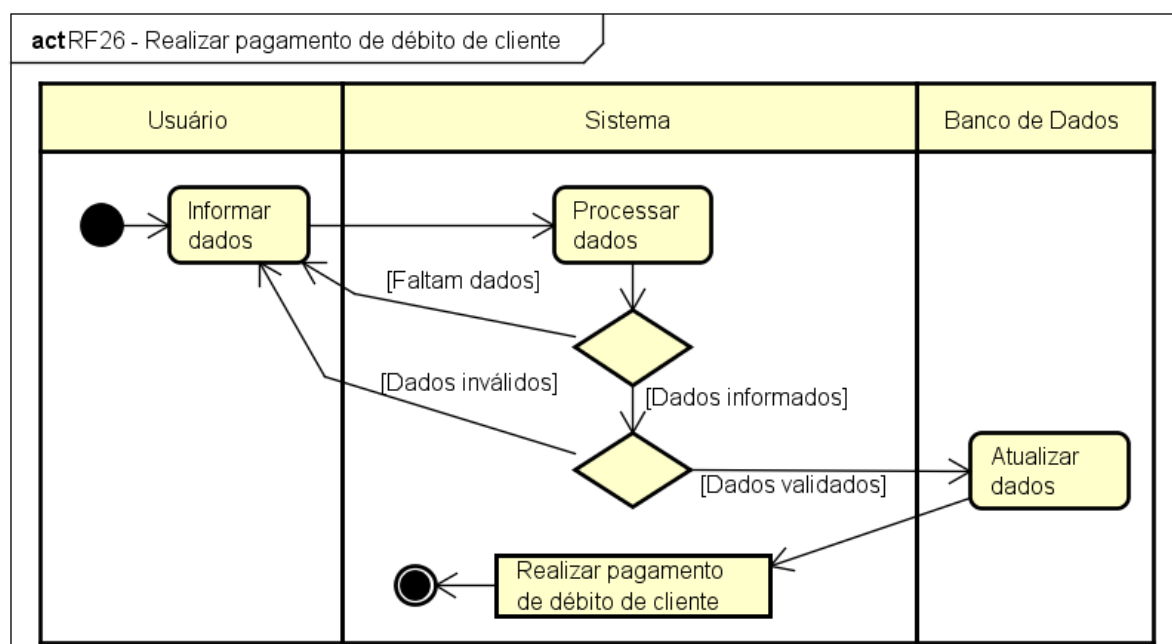 act RF26 - Realizar pagamento de débito de cliente
Usuário
Sistema
Banco de Dados
Informar
dados
Processar
dados
[Faltam dados]
[Dados inválidos]
[Dados informados]
[Dados validados]
Atualizar
dados
Realizar pagamento
de débito de cliente